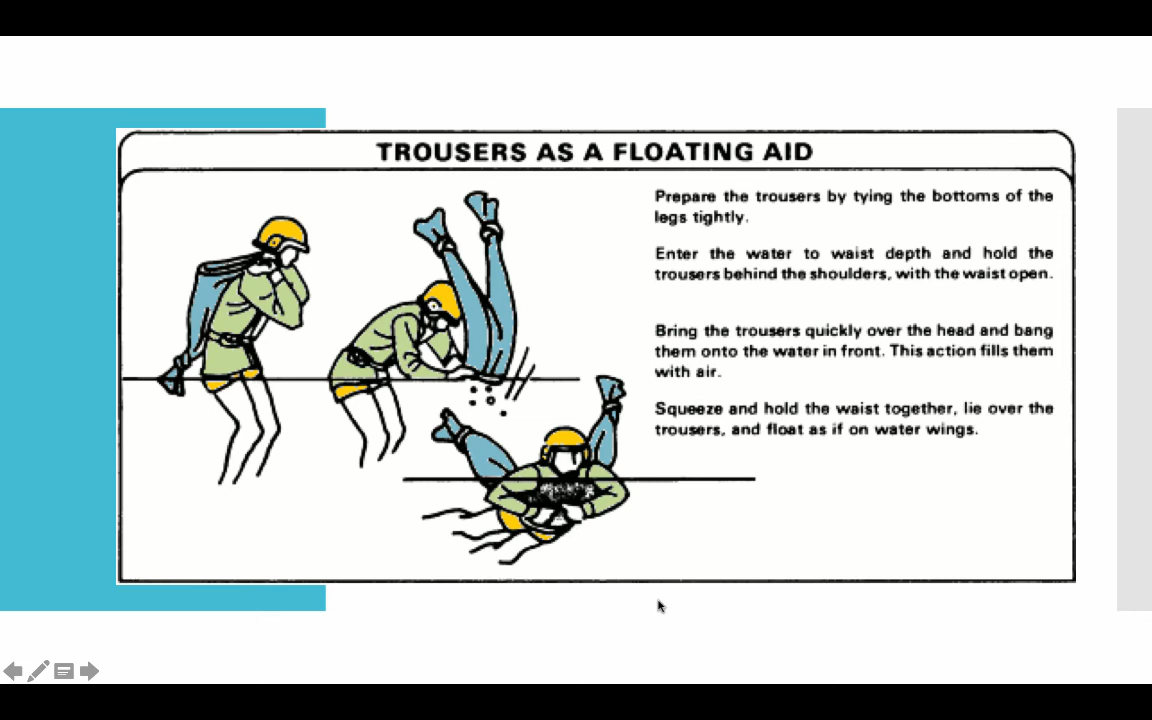 TROUSERS AS A FLOATING AID
Prepare the trousers by tying the bottoms of the
legs tightly.
Enter the water to waist depth and hold the
trousers behind the shoulders, with the waist open.
Bring the trousers quickly over the head and bang
them onto the water in front. This action fills them
with air.
Squeeze and hold the waist together, lie over the
trousers, and float as if on water wings.